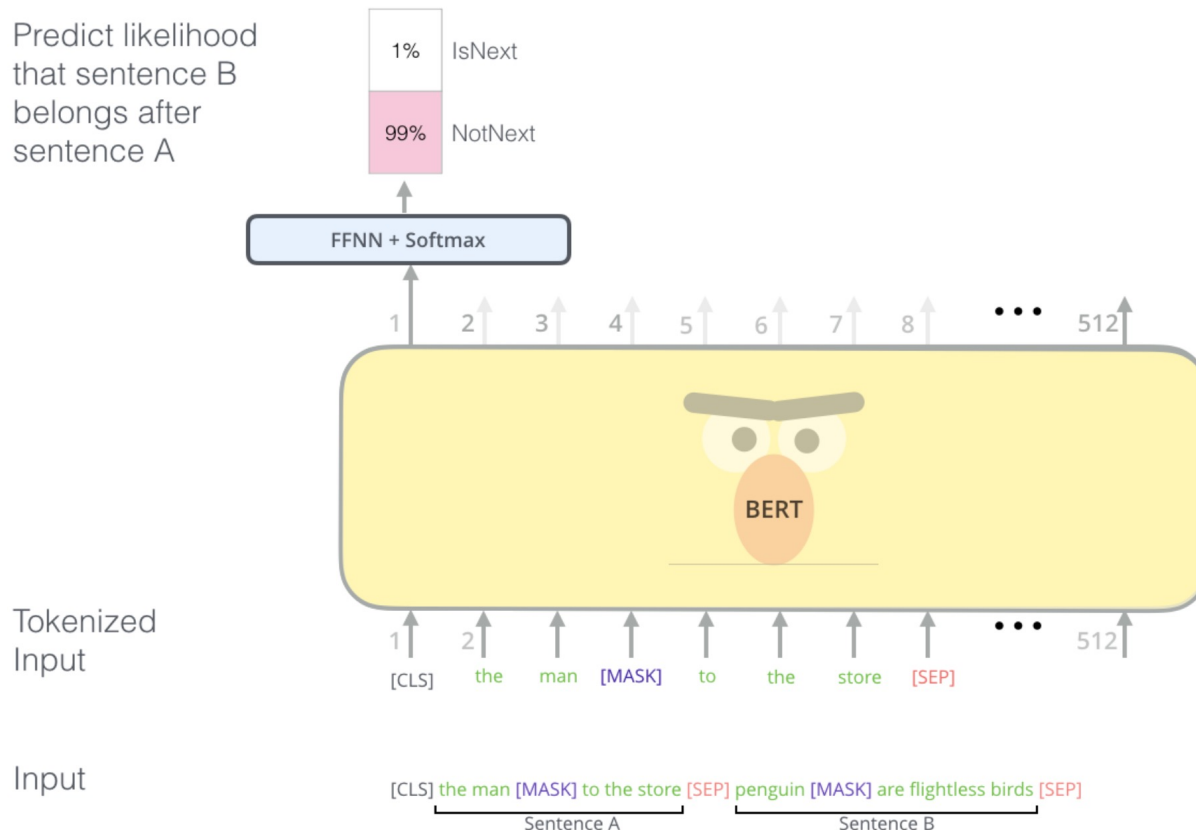 Predict likelihood
that sentence B
belongs after
sentence A
1% IsNext
99% NotNext
FFNN + Softmax
1 2 3 4 5 6 7 8 ••• 512
BERT
Tokenized
Input
1 2 ••• 512
[CLS] the man [MASK] to the store [SEP]
Input
[CLS] the man [MASK] to the store [SEP] penguin [MASK] are flightless birds [SEP]
Sentence A Sentence B